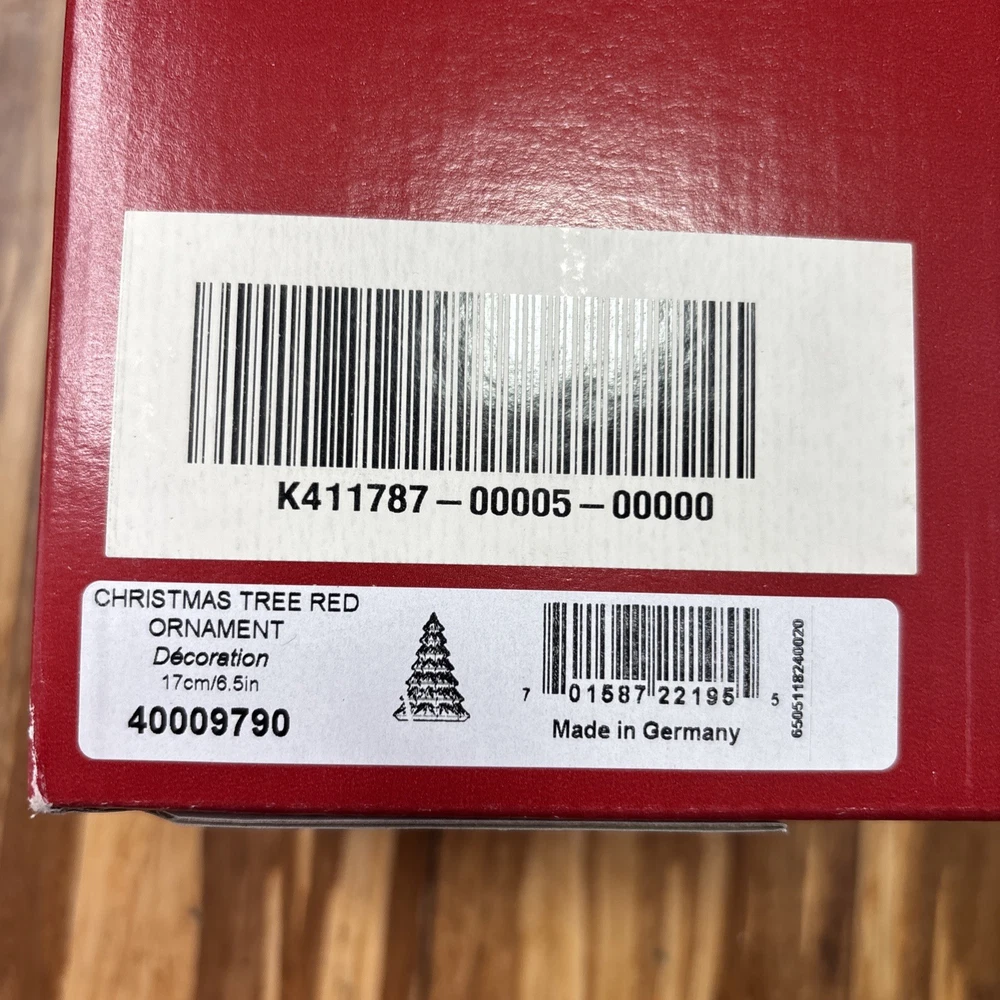 K411787-00005-00000
CHRISTMAS TREE RED
ORNAMENT
Décoration
17cm/6.5in
40009790
7 01587 22195 5
Made in Germany
6505118240020